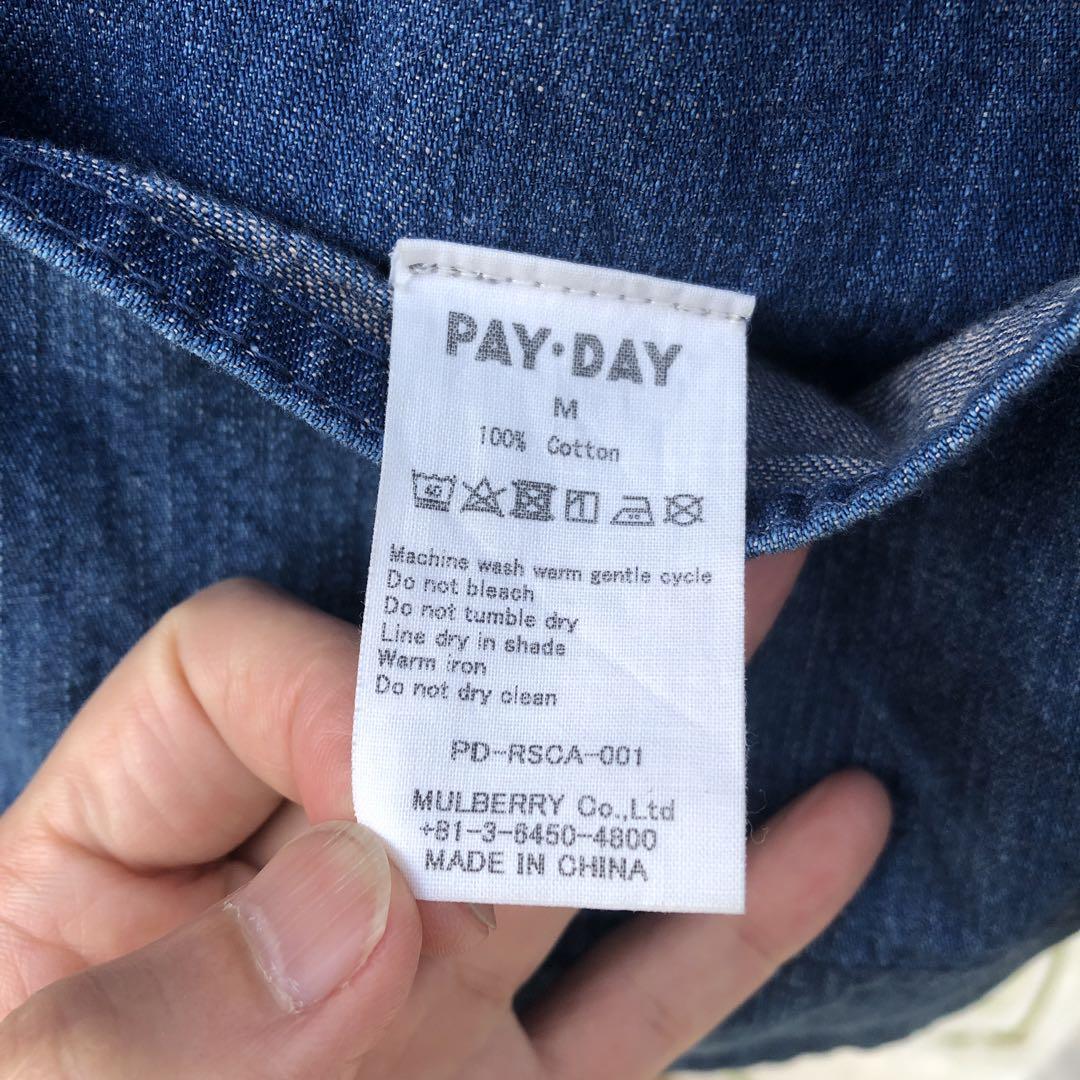 PAY·DAY
M
100% Cotton
40
Machine wash warm gentle cycle
Do not bleach
Do not tumble dry
Line dry in shade
Warm iron
Do not dry clean
PD-RSCA-001
MULBERRY Co.,Ltd
+81-3-6450-4800
MADE IN CHINA